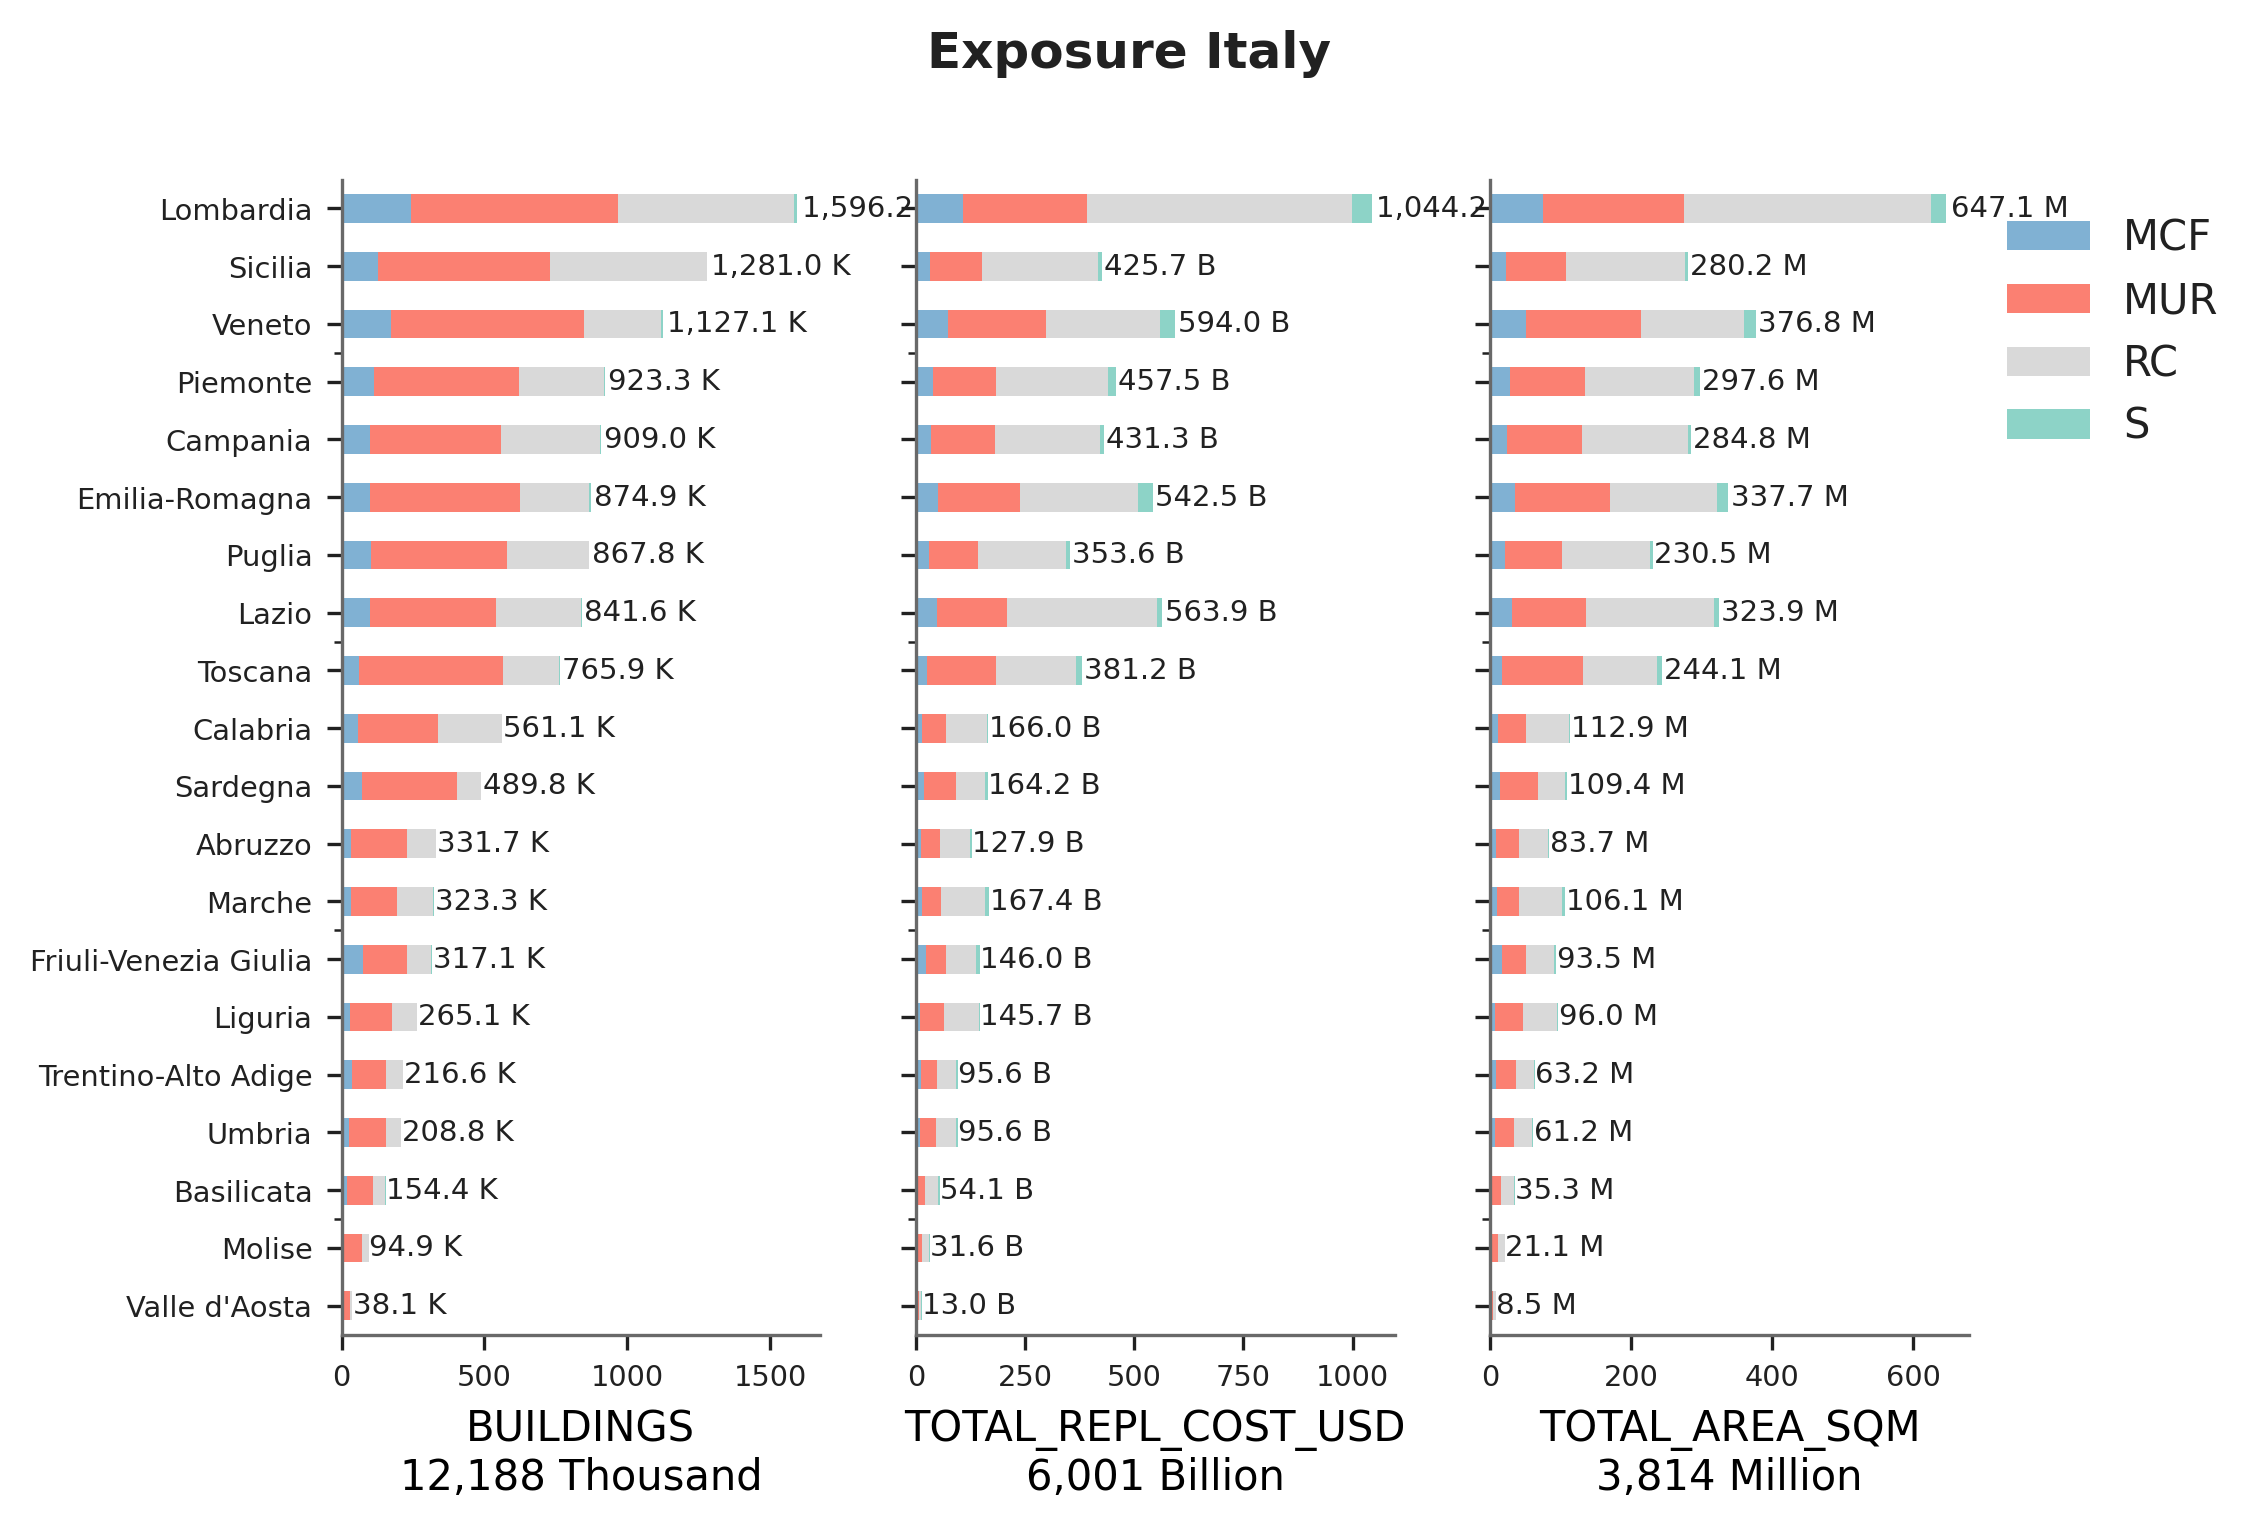 Exposure Italy
Lombardia 1,596.2 1,044.2 647.1 M
Sicilia 1,281.0 K 425.7 B 280.2 M
Veneto 1,127.1 K 594.0 B 376.8 M
Piemonte 923.3 K 457.5 B 297.6 M
Campania 909.0 K 431.3 B 284.8 M
Emilia-Romagna 874.9 K 542.5 B 337.7 M
Puglia 867.8 K 353.6 B 230.5 M
Lazio 841.6 K 563.9 B 323.9 M
Toscana 765.9 K 381.2 B 244.1 M
Calabria 561.1 K 166.0 B 112.9 M
Sardegna 489.8 K 164.2 B 109.4 M
Abruzzo 331.7 K 127.9 B 83.7 M
Marche 323.3 K 167.4 B 106.1 M
Friuli-Venezia Giulia 317.1 K 146.0 B 93.5 M
Liguria 265.1 K 145.7 B 96.0 M
Trentino-Alto Adige 216.6 K 95.6 B 63.2 M
Umbria 208.8 K 95.6 B 61.2 M
Basilicata 154.4 K 54.1 B 35.3 M
Molise 94.9 K 31.6 B 21.1 M
Valle d'Aosta 38.1 K 13.0 B 8.5 M
0 500 1000 1500 0 250 500 750 1000 0 200 400 600
BUILDINGS TOTAL_REPL_COST_USD TOTAL_AREA_SQM
12,188 Thousand 6,001 Billion 3,814 Million
MCF
MUR
RC
S